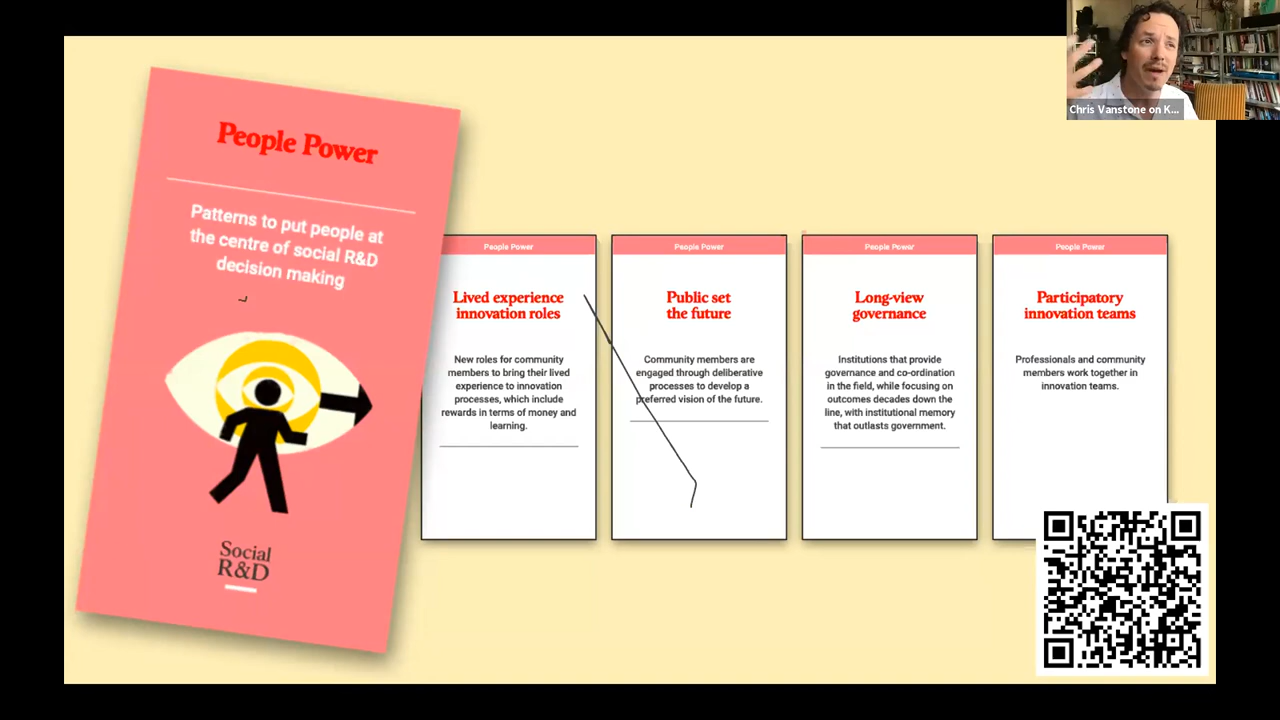 Chris Vanstone on K...
People Power
Patterns to put people at
the centre of social R&D
decision making
Social
R&D
People Power
Lived experience
innovation roles
New roles for community
members to bring their lived
experience to innovation
processes, which include
rewards in terms of money and
learning.
People Power
Public set
the future
Community members are
engaged through deliberative
processes to develop a
preferred vision of the future.
People Power
Long-view
governance
Institutions that provide
governance and co-ordination
in the field, while focusing on
outcomes decades down the
line, with institutional memory
that outlasts government.
People Power
Participatory
innovation teams
Professionals and community
members work together in
innovation teams.